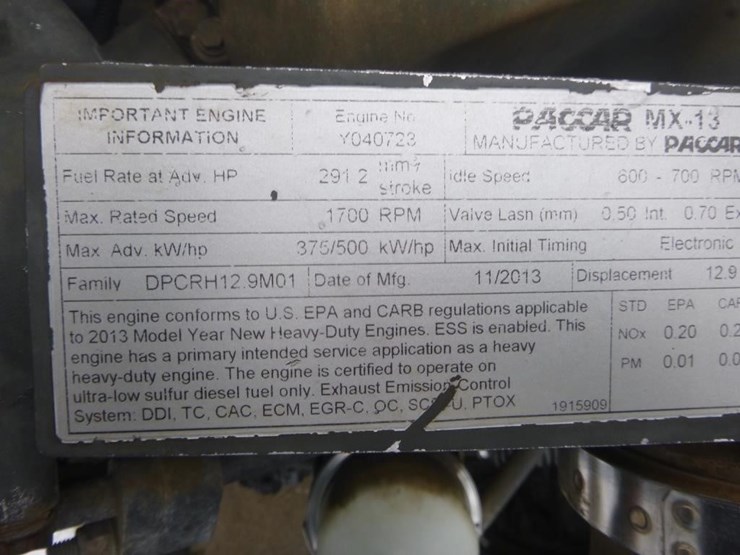 IMPORTANT ENGINE
INFORMATION
Engine No
Y040723
PACCAR MX-13
MANUFACTURED BY PACCAR
Fuel Rate at Adv. HP
291.2 mm³
stroke
Idle Speed
600 - 700 RPM
Max. Rated Speed
1700 RPM
Valve Lash (mm)
0.50 Int. 0.70 Ex
Max Adv. kW/hp
375/500 kW/hp
Max. Initial Timing
Electronic
Family DPCRH12.9M01
Date of Mfg. 11/2013
Displacement 12.9
This engine conforms to U.S. EPA and CARB regulations applicable
to 2013 Model Year New Heavy-Duty Engines. ESS is enabled. This
engine has a primary intended service application as a heavy
heavy-duty engine. The engine is certified to operate on
ultra-low sulfur diesel fuel only. Exhaust Emission Control
System: DDI, TC, CAC, ECM, EGR-C, OC, PTOX
1915909
STD EPA
NOx 0.20
PM 0.01